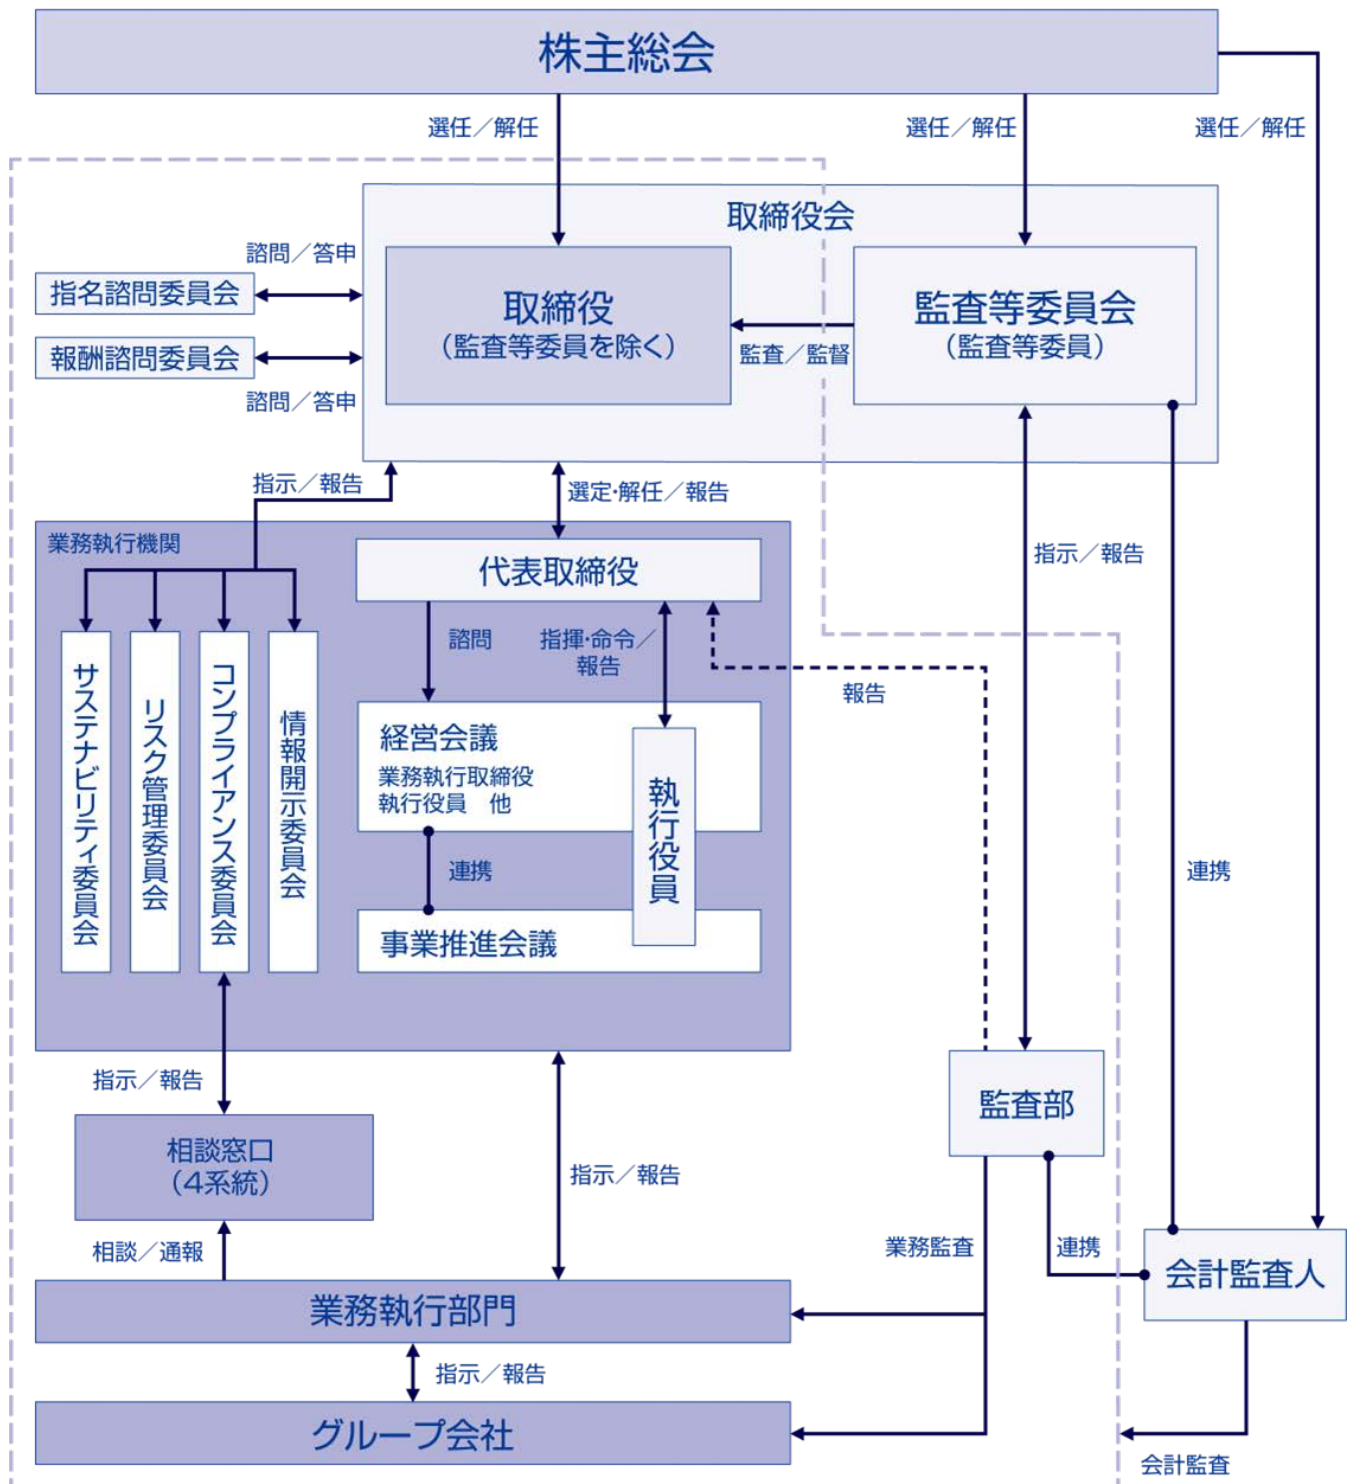 株主総会
選任／解任
選任／解任
選任／解任
取締役会
諮問／答申
指名諮問委員会
報酬諮問委員会
諮問／答申
取締役
（監査等委員を除く）
監査／監督
監査等委員会
（監査等委員）
指示／報告
選定・解任／報告
指示／報告
業務執行機関
代表取締役
諮問
指揮・命令／
報告
報告
サステナビリティ委員会
リスク管理委員会
コンプライアンス委員会
情報開示委員会
経営会議
業務執行取締役
執行役員　他
執行役員
連携
連携
事業推進会議
指示／報告
監査部
相談窓口
（4系統）
指示／報告
相談／通報
業務監査
連携
会計監査人
業務執行部門
指示／報告
グループ会社
会計監査